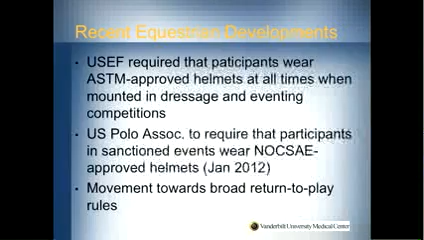 Recent Equestrian Developments
• USEF required that paticipants wear
ASTM-approved helmets at all times when
mounted in dressage and eventing
competitions
• US Polo Assoc. to require that participants
in sanctioned events wear NOCSAE-
approved helmets (Jan 2012)
• Movement towards broad return-to-play
rules
Vanderbilt University Medical Center